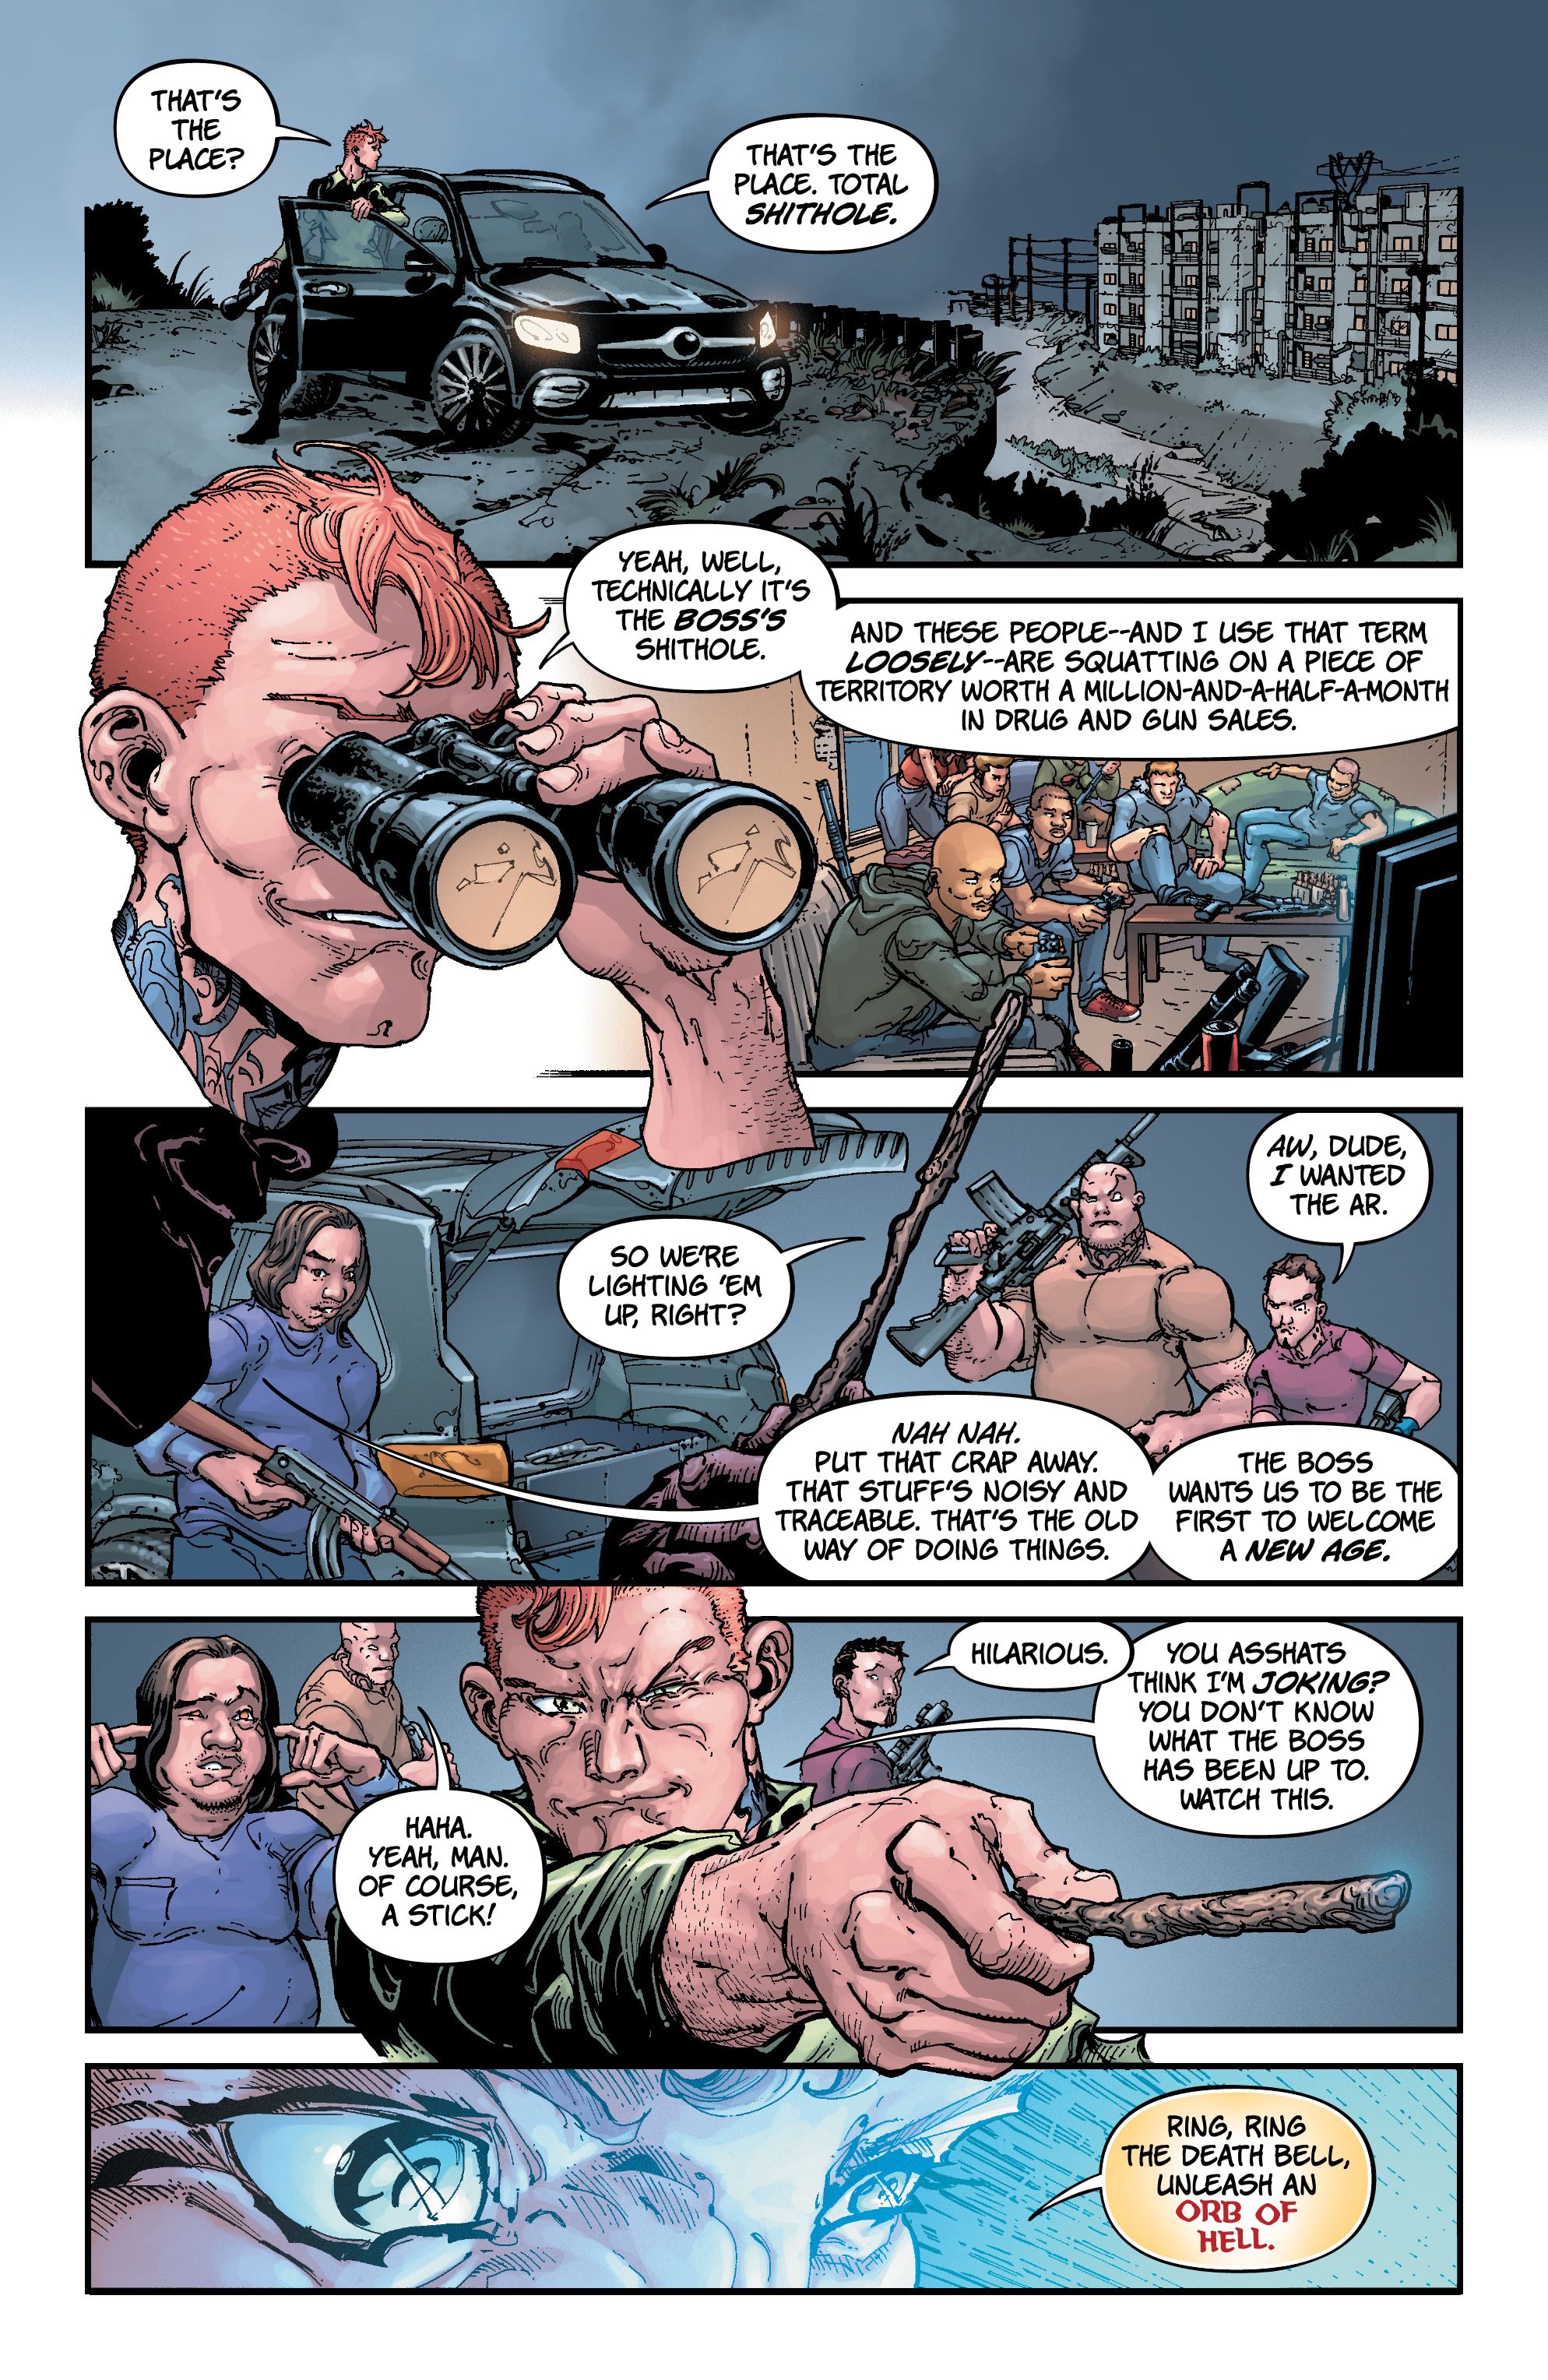 THAT'S
THE
PLACE?
THAT'S THE
PLACE. TOTAL
SHITHOLE.
YEAH, WELL,
TECHNICALLY IT'S
THE BOSS'S
SHITHOLE.
AND THESE PEOPLE--AND I USE THAT TERM
LOOSELY--ARE SQUATTING ON A PIECE OF
TERRITORY WORTH A MILLION-AND-A-HALF-A-MONTH
IN DRUG AND GUN SALES.
SO WE'RE
LIGHTING 'EM
UP, RIGHT?
AW, DUDE,
I WANTED
THE AR.
NAH NAH.
PUT THAT CRAP AWAY.
THAT STUFF'S NOISY AND
TRACEABLE. THAT'S THE OLD
WAY OF DOING THINGS.
THE BOSS
WANTS US TO BE THE
FIRST TO WELCOME
A NEW AGE.
HAHA.
YEAH, MAN.
OF COURSE,
A STICK!
HILARIOUS.
YOU ASSHATS
THINK I'M JOKING?
YOU DON'T KNOW
WHAT THE BOSS
HAS BEEN UP TO.
WATCH THIS.
RING, RING
THE DEATH BELL,
UNLEASH AN
ORB OF
HELL.